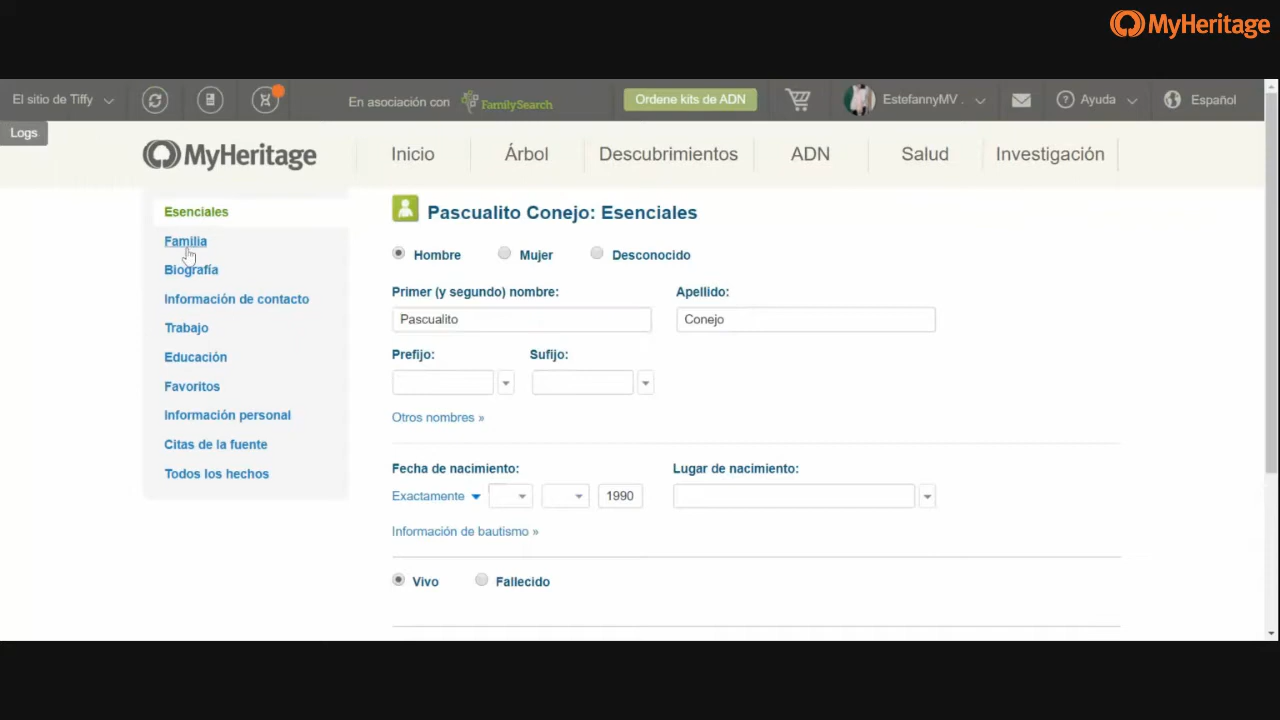 MyHeritage
El sitio de Tiffy
En asociación con FamilySearch
Ordene kits de ADN
EstefannyMV .
Ayuda
Español
Logs
MyHeritage
Inicio
Árbol
Descubrimientos
ADN
Salud
Investigación
Esenciales
Familia
Biografía
Información de contacto
Trabajo
Educación
Favoritos
Información personal
Citas de la fuente
Todos los hechos
Pascualito Conejo: Esenciales
Hombre
Mujer
Desconocido
Primer (y segundo) nombre:
Apellido:
Pascualito
Conejo
Prefijo:
Sufijo:
Otros nombres »
Fecha de nacimiento:
Lugar de nacimiento:
Exactamente
1990
Información de bautismo »
Vivo
Fallecido